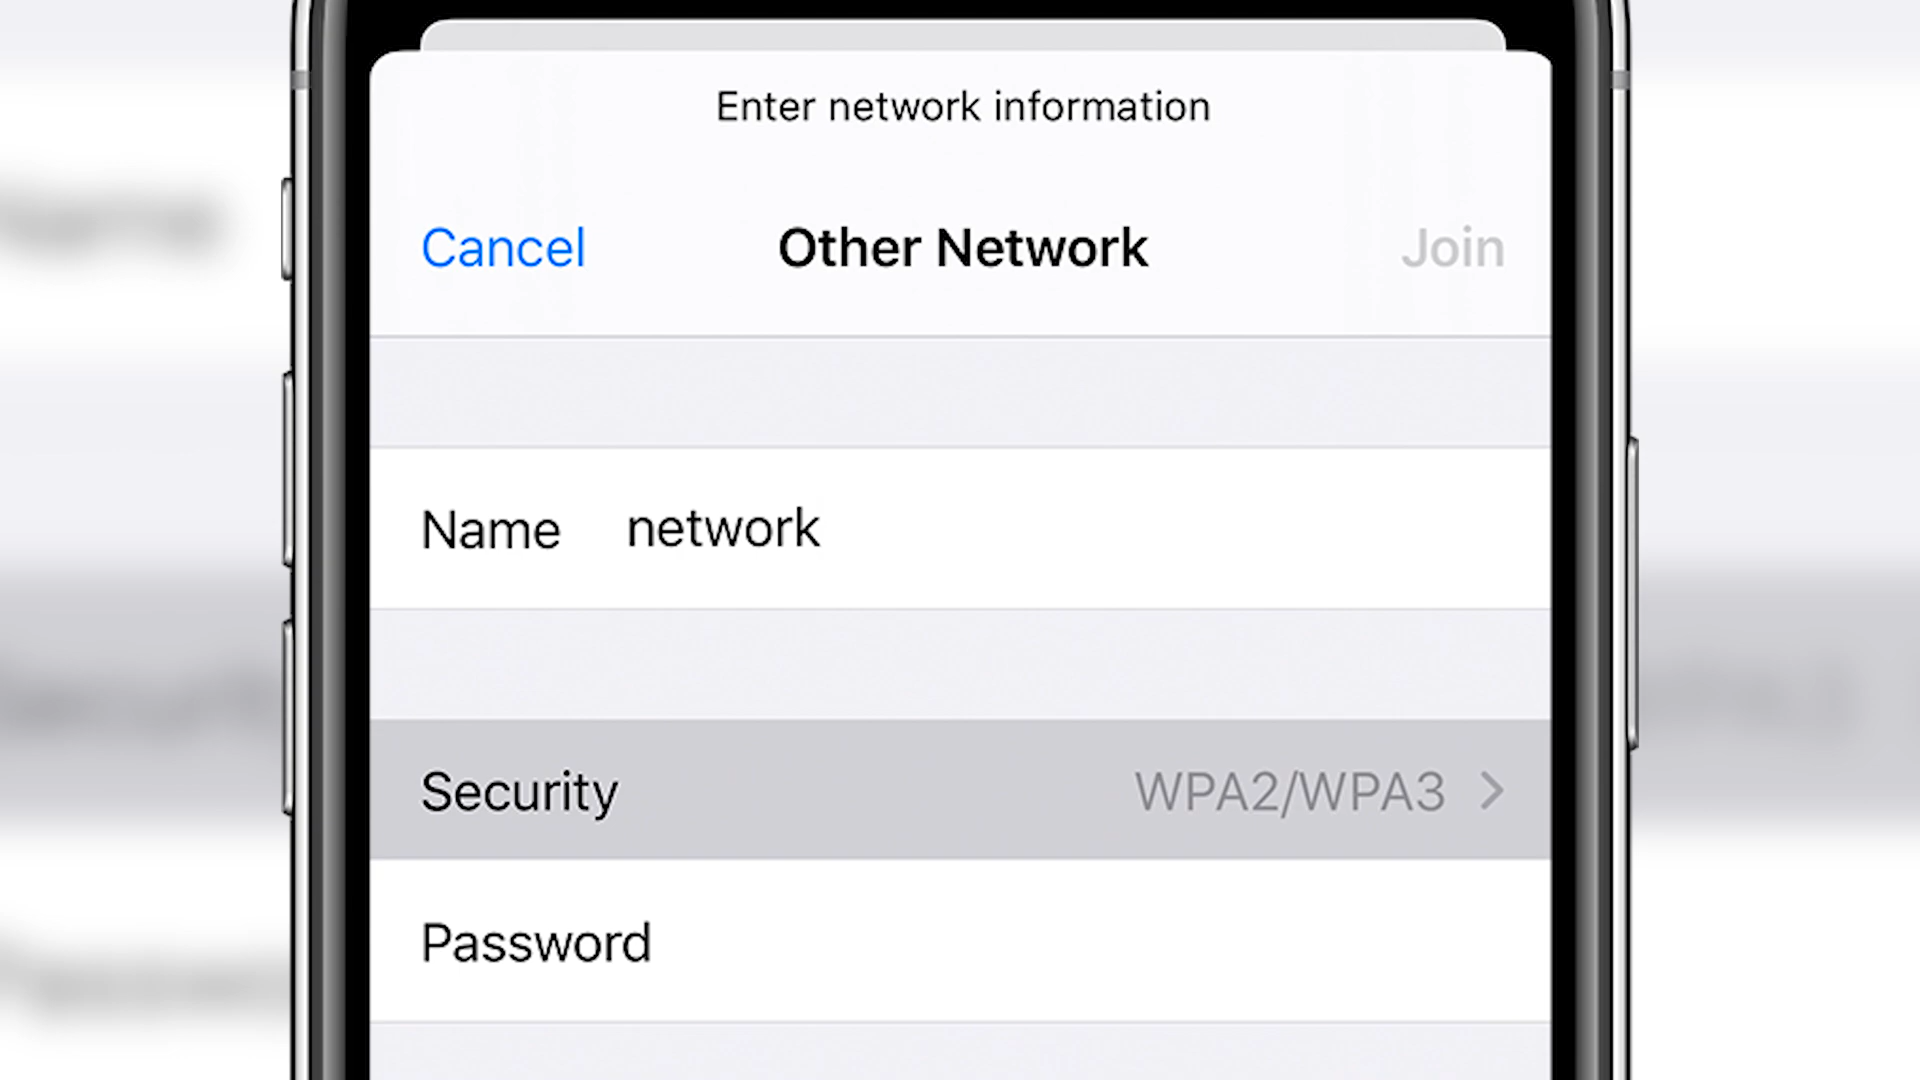 Enter network information
Cancel Other Network Join
Name network
Security WPA2/WPA3
Password